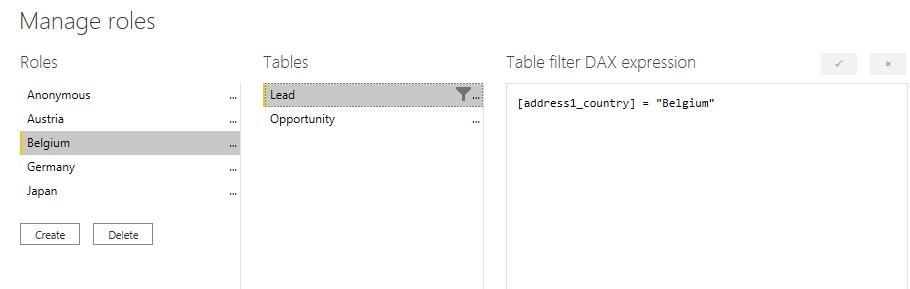 Manage roles
Roles
Tables
Table filter DAX expression
Anonymous ...
Austria ...
Belgium ...
Germany ...
Japan ...
Create
Delete
Lead ...
Opportunity ...
[address1_country] = "Belgium"